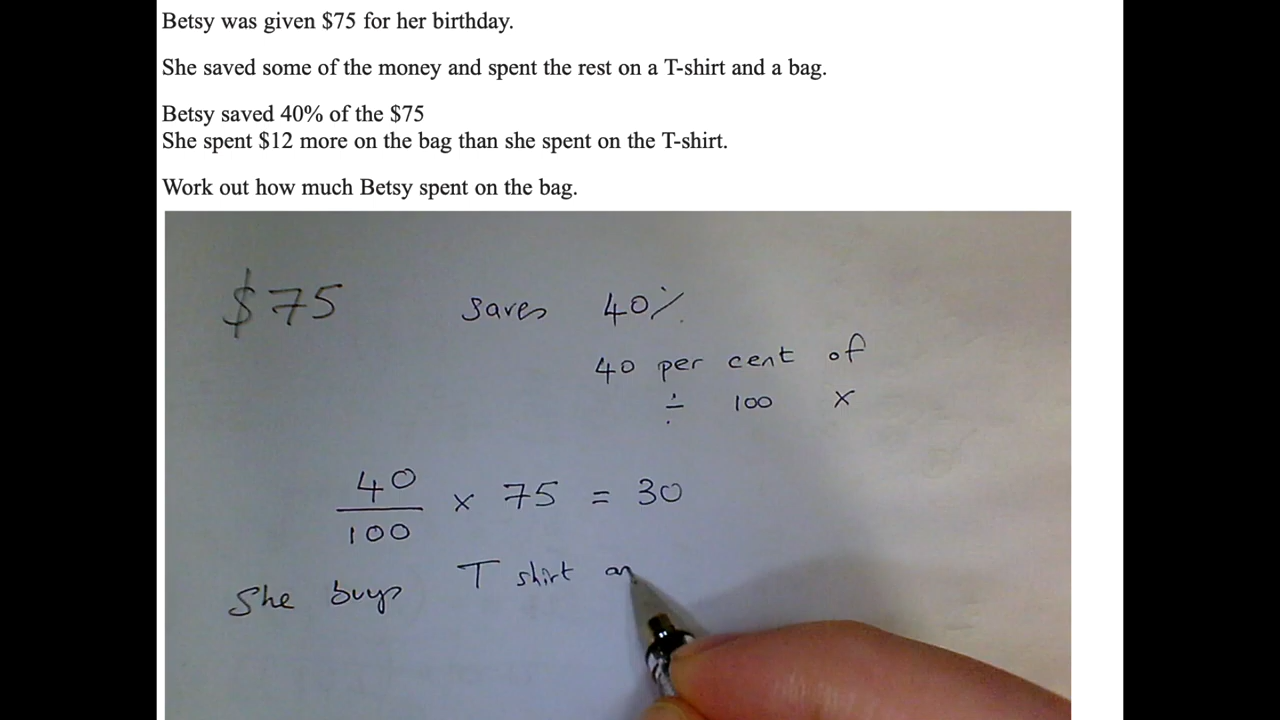 Betsy was given $75 for her birthday.
She saved some of the money and spent the rest on a T-shirt and a bag.
Betsy saved 40% of the $75
She spent $12 more on the bag than she spent on the T-shirt.
Work out how much Betsy spent on the bag.
$75 saves 40%
40 per cent of
÷ 100 ×
40
100
× 75 = 30
She buys T shirt an